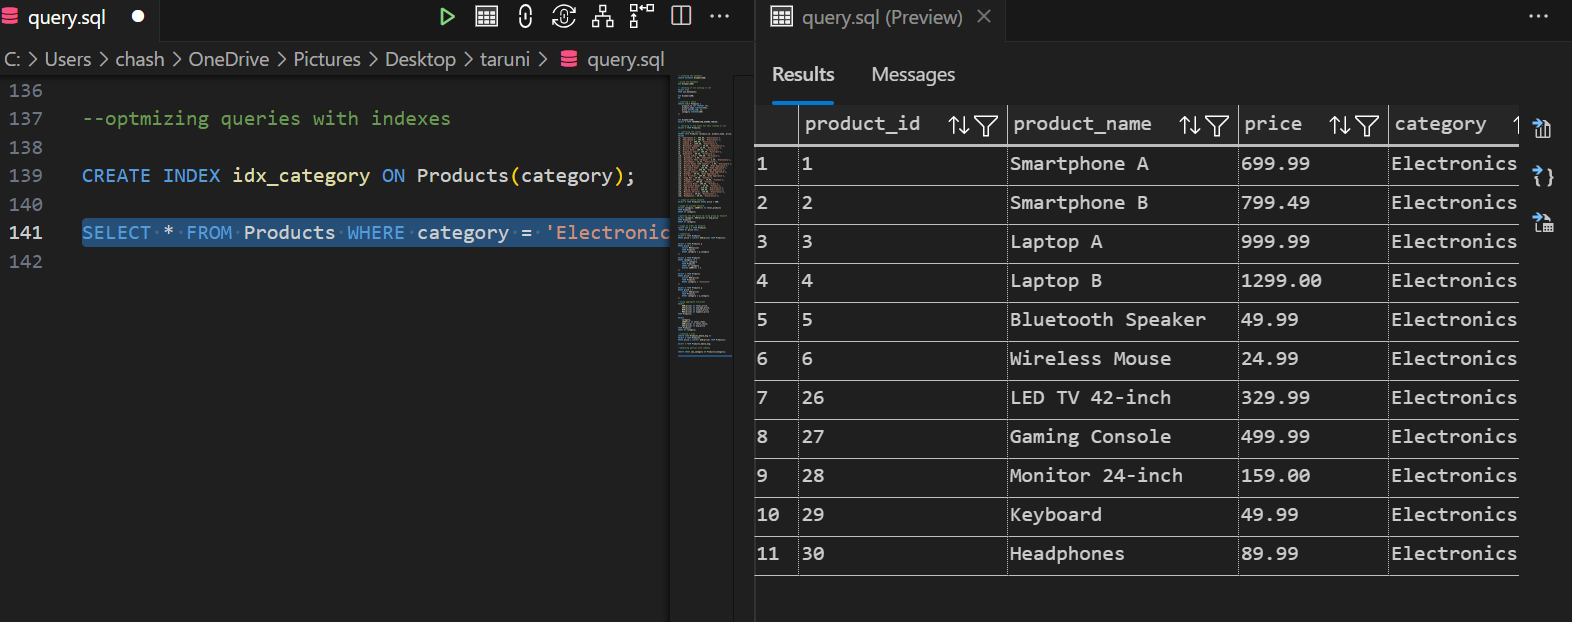 query.sql
C: > Users > chash > OneDrive > Pictures > Desktop > taruni > query.sql
136
137 --optmizing queries with indexes
138
139 CREATE INDEX idx_category ON Products(category);
140
141 SELECT * FROM Products WHERE category = 'Electronic
142
query.sql (Preview)
Results Messages
product_id product_name price category
1 1 Smartphone A 699.99 Electronics
2 2 Smartphone B 799.49 Electronics
3 3 Laptop A 999.99 Electronics
4 4 Laptop B 1299.00 Electronics
5 5 Bluetooth Speaker 49.99 Electronics
6 6 Wireless Mouse 24.99 Electronics
7 26 LED TV 42-inch 329.99 Electronics
8 27 Gaming Console 499.99 Electronics
9 28 Monitor 24-inch 159.00 Electronics
10 29 Keyboard 49.99 Electronics
11 30 Headphones 89.99 Electronics